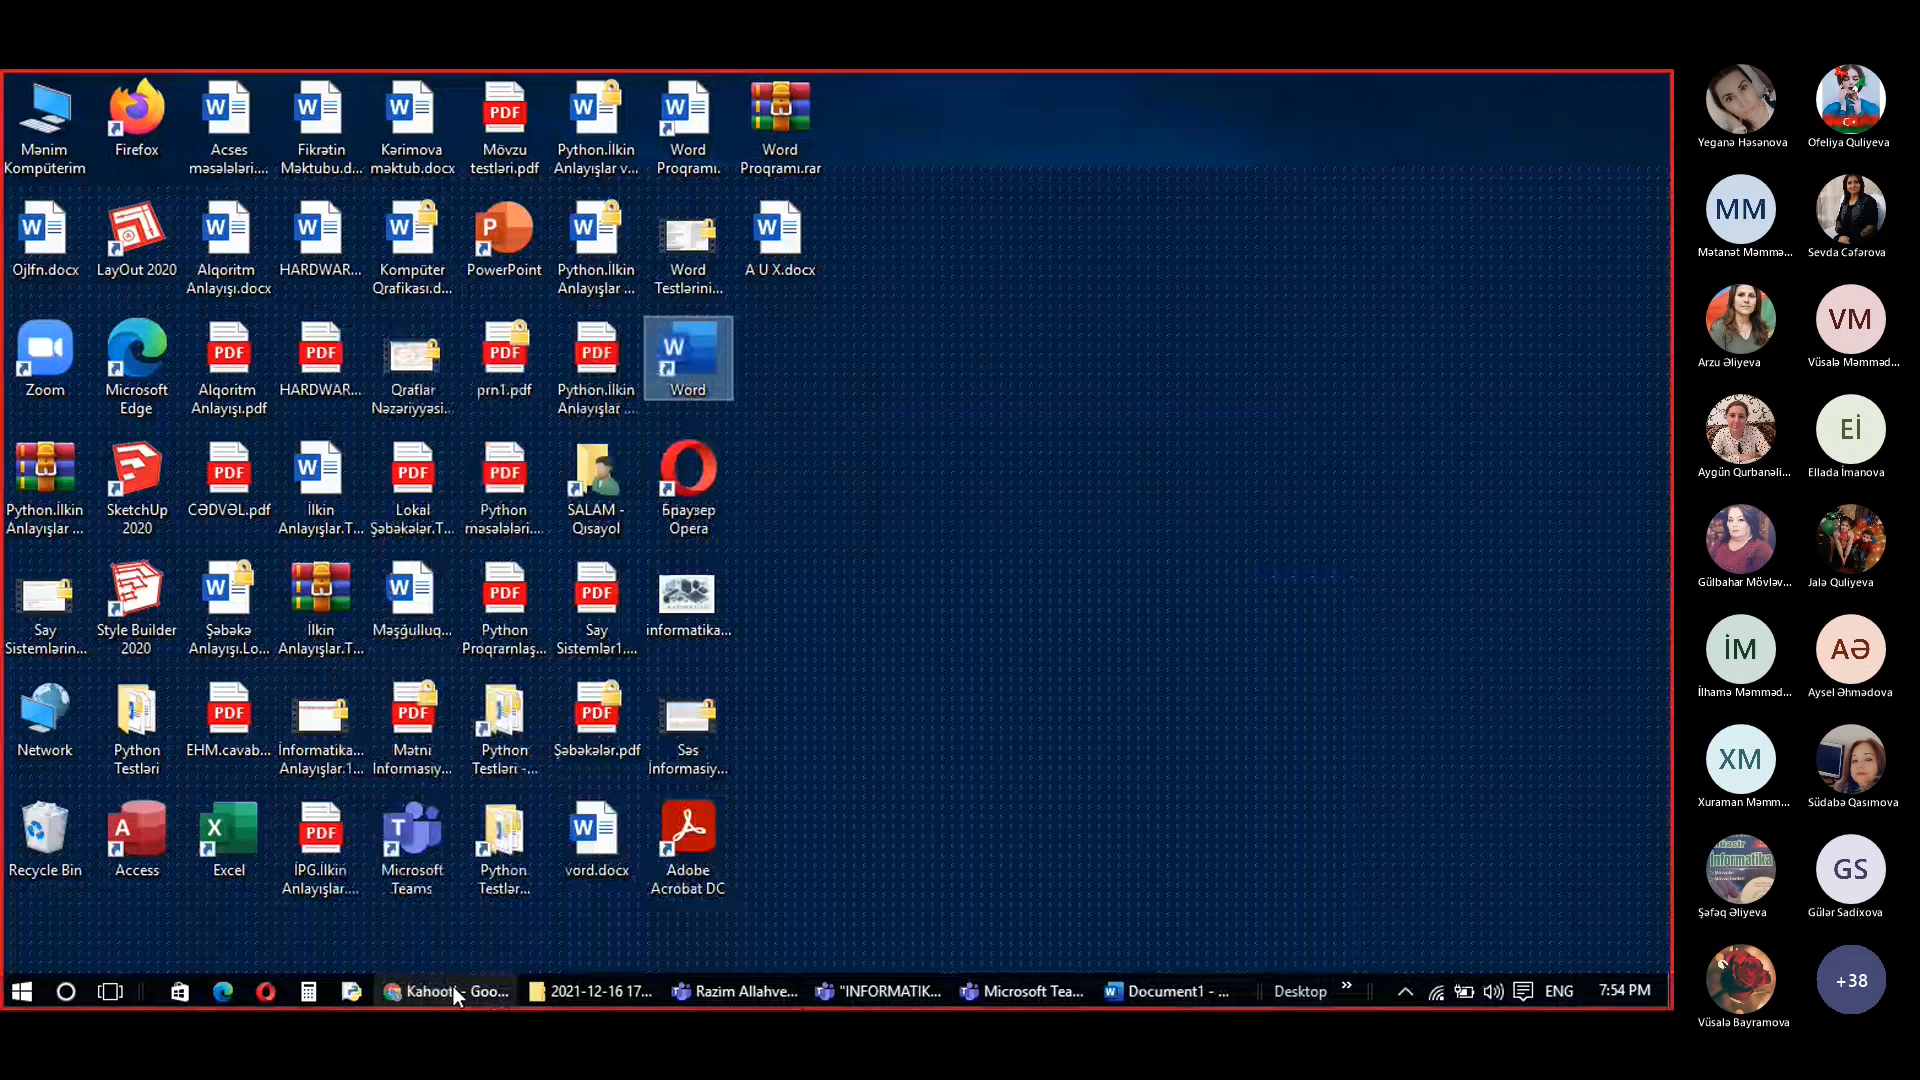 Mənim
Kompüterim
Firefox
Acses
məsələləri....
Fikrətin
Məktubu.d...
Kərimova
məktub.docx
Mövzu
testləri.pdf
Python.İlkin
Anlayışlar v...
Word
Proqramı.
Word
Proqramı.rar
Ojlfn.docx
LayOut 2020
Alqoritm
Anlayışı.docx
HARDWAR...
Kompüter
Qrafikası.d...
PowerPoint
Python.İlkin
Anlayışlar ...
Word
Testlərini...
A U X.docx
Zoom
Microsoft
Edge
Alqoritm
Anlayışı.pdf
HARDWAR...
Qraflar
Nəzəriyyəsi...
prn1.pdf
Python.İlkin
Anlayışlar ...
Word
Python.İlkin
Anlayışlar ...
SketchUp
2020
CƏDVƏL.pdf
İlkin
Anlayışlar.T...
Lokal
Şəbəkələr.T...
Python
məsələləri....
SALAM -
Qısayol
Браузер
Opera
Say
Sistemlərin...
Style Builder
2020
Şəbəkə
Anlayışı.Lo...
İlkin
Anlayışlar.T...
Məşğulluq...
Python
Proqramlaş...
Say
Sistemlər1....
informatika...
Network
Python
Testləri
EHM.cavab...
İnformatika...
Anlayışlar.1...
Mətni
İnformasiy...
Python
Testləri -...
Şəbəkələr.pdf
Səs
İnformasiy...
Recycle Bin
Access
Excel
İPG.İlkin
Anlayışlar....
Microsoft
Teams
Python
Testlər...
vord.docx
Adobe
Acrobat DC
Kahoot! - Goo...
2021-12-16 17...
Razim Allahve...
"INFORMATIK...
Microsoft Tea...
Document1 - ...
Desktop
ENG
7:54 PM
Yeganə Həsənova
Ofeliya Quliyeva
MM
Mətanət Məmmə...
Sevda Cəfərova
Arzu Əliyeva
VM
Vüsalə Məmməd...
Aygün Qurbanəli...
Eİ
Ellada İmanova
Gülbahar Mövləv...
Jalə Quliyeva
İM
İlhamə Məmməd...
AƏ
Aysel Əhmədova
XM
Xuraman Məmm...
Südabə Qasımova
İnformatika
Şəfəq Əliyeva
GS
Gülər Sadixova
Vüsalə Bayramova
+38